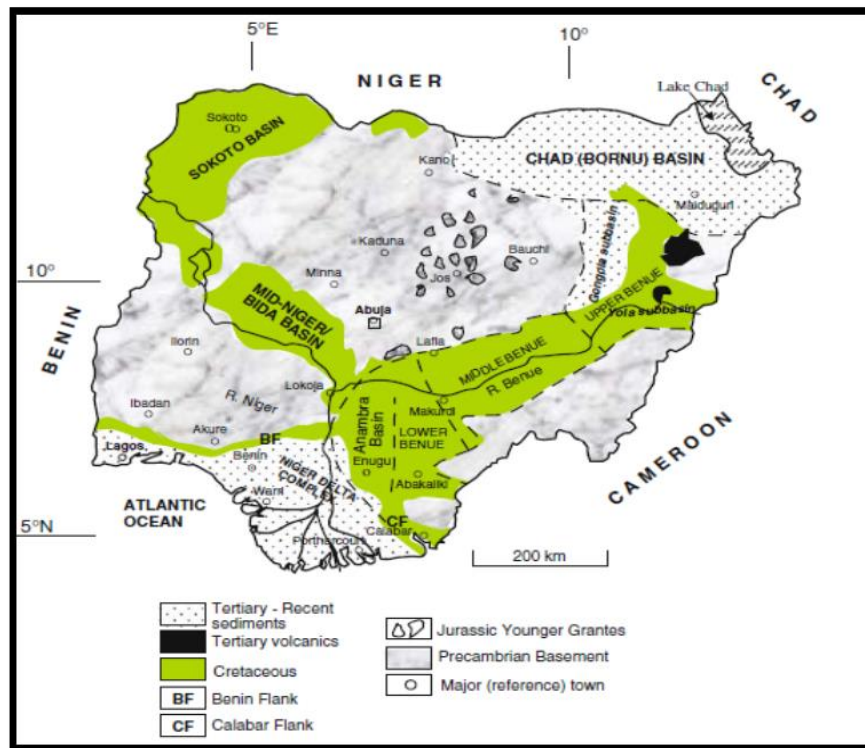 5°E
10°
NIGER
CHAD
Lake Chad
Sokoto
SOKOTO BASIN
Kano
CHAD (BORNU) BASIN
Maiduguri
Kaduna
Bauchi
Gongola subbasin
10°
Minna
Jos
UPPER BENUE
MID-NIGER/
BIDA BASIN
Abuja
Yola subbasin
BENIN
Ilorin
Lafia
MIDDLE BENUE
R. Benue
Lokoja
Ibadan
R. Niger
Makurdi
Akure
Anambra
Basin
LOWER
BENUE
CAMEROON
Lagos
BF
Benin
Enugu
NIGER DELTA
COMPLEX
Abakaliki
ATLANTIC
OCEAN
Warri
5°N
CF
Calabar
Portharcourt
200 km
Tertiary - Recent
sediments
Tertiary volcanics
Cretaceous
BF Benin Flank
CF Calabar Flank
Jurassic Younger Grantes
Precambrian Basement
Major (reference) town